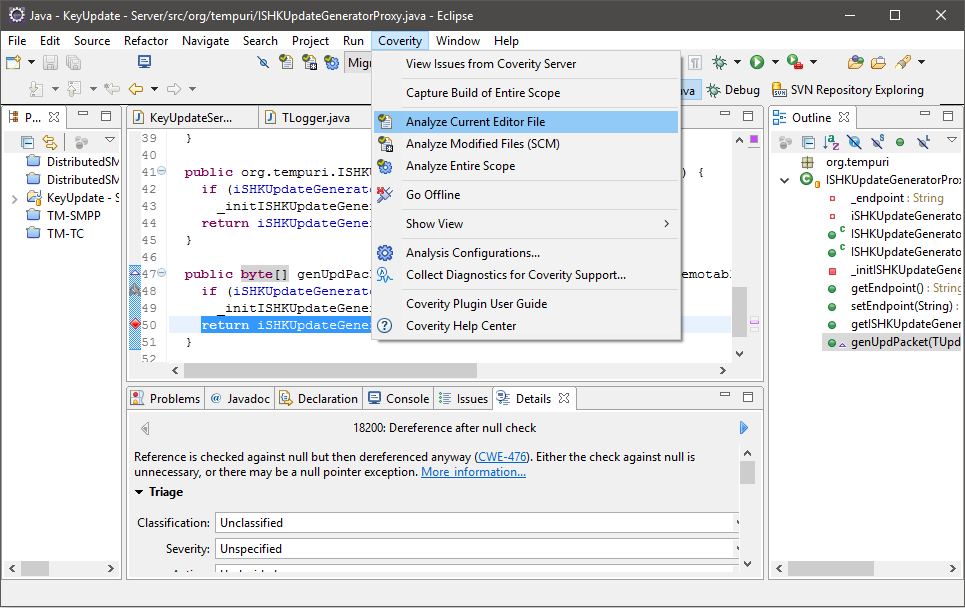 Java - KeyUpdate - Server/src/org/tempuri/ISHKUpdateGeneratorProxy.java - Eclipse
File Edit Source Refactor Navigate Search Project Run Coverity Window Help
View Issues from Coverity Server
Capture Build of Entire Scope
Analyze Current Editor File
Analyze Modified Files (SCM)
Analyze Entire Scope
Go Offline
Show View
Analysis Configurations...
Collect Diagnostics for Coverity Support...
Coverity Plugin User Guide
Coverity Help Center
Debug SVN Repository Exploring
P...
DistributedSM
DistributedSM
KeyUpdate - S
TM-SMPP
TM-TC
KeyUpdateSer... TLogger.java
39 }
40
41 public org.tempuri.ISHK ) {
42 if (iSHKUpdateGenerat
43 _initISHKUpdateGene
44 return iSHKUpdateGene
45 }
46
47 public byte[] genUpdPack emotabl
48 if (iSHKUpdateGenerat
49 _initISHKUpdateGene
50 return iSHKUpdateGene
51 }
52
Outline
org.tempuri
ISHKUpdateGeneratorProx
_endpoint : String
iSHKUpdateGenerato
ISHKUpdateGenerato
ISHKUpdateGenerato
_initISHKUpdateGene
getEndpoint() : String
setEndpoint(String) :
getISHKUpdateGener
genUpdPacket(TUpd
Problems @ Javadoc Declaration Console Issues Details
18200: Dereference after null check
Reference is checked against null but then dereferenced anyway (CWE-476). Either the check against null is
unnecessary, or there may be a null pointer exception. More information...
Triage
Classification: Unclassified
Severity: Unspecified